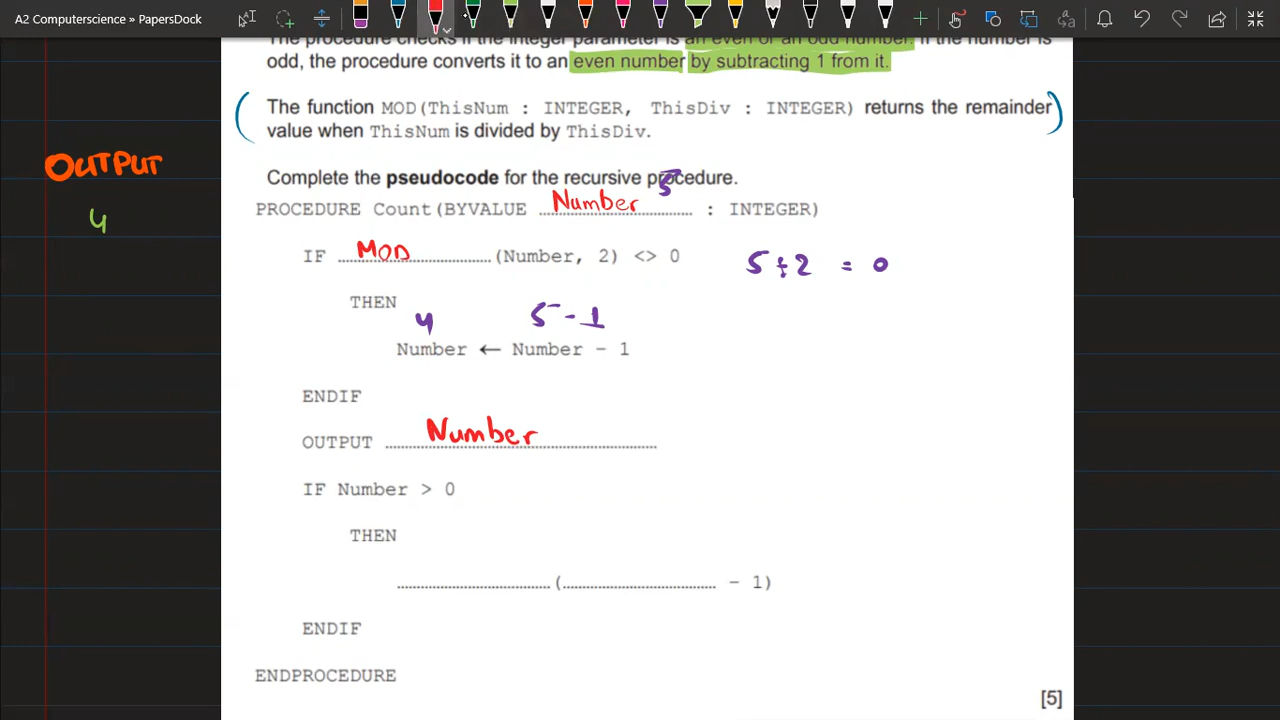 A2 Computerscience » PapersDock
The procedure checks if the integer parameter is an even or an odd number. If the number is
odd, the procedure converts it to an even number by subtracting 1 from it.
The function MOD(ThisNum : INTEGER, ThisDiv : INTEGER) returns the remainder
value when ThisNum is divided by ThisDiv.
OUTPUT
4
Complete the pseudocode for the recursive procedure.
5
PROCEDURE Count(BYVALUE Number : INTEGER)
IF MOD (Number, 2) <> 0
5 ÷ 2 = 0
THEN
4 5 - 1
Number ← Number - 1
ENDIF
OUTPUT Number
IF Number > 0
THEN
.......................... (.......................... - 1)
ENDIF
ENDPROCEDURE
[5]